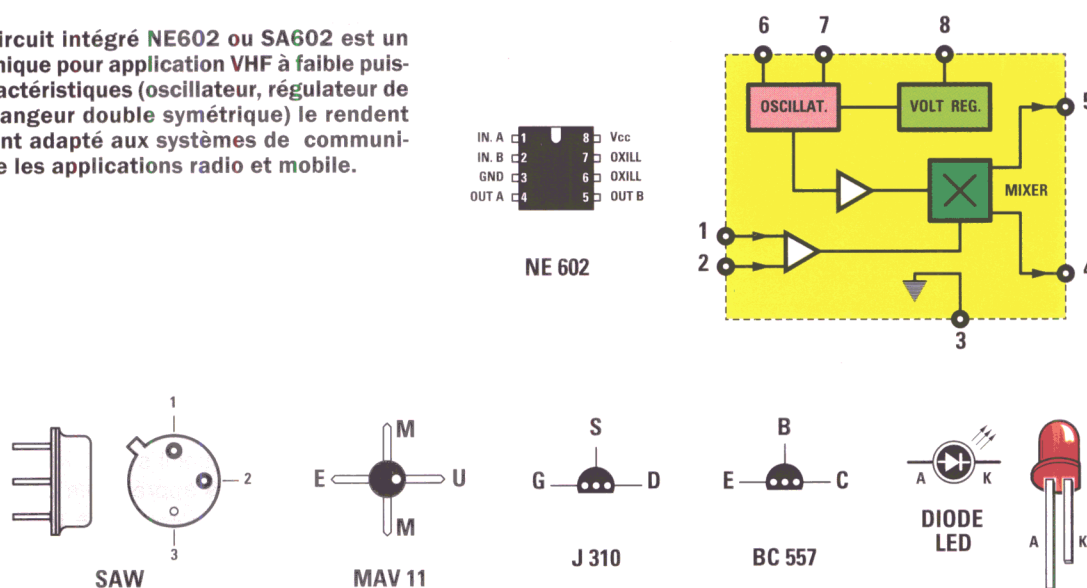 ircuit intégré NE602 ou SA602 est un
nique pour application VHF à faible puis-
actéristiques (oscillateur, régulateur de
angeur double symétrique) le rendent
nt adapté aux systèmes de communi-
e les applications radio et mobile.
IN. A 1 8 Vcc
IN. B 2 7 OXILL
GND 3 6 OXILL
OUT A 4 5 OUT B
NE 602
6 7 8
OSCILLAT. VOLT REG. 5
MIXER
1
2 4
3
1
2
3
SAW
M
E U
M
MAV 11
S
G D
J 310
B
E C
BC 557
A K
DIODE
LED
A K